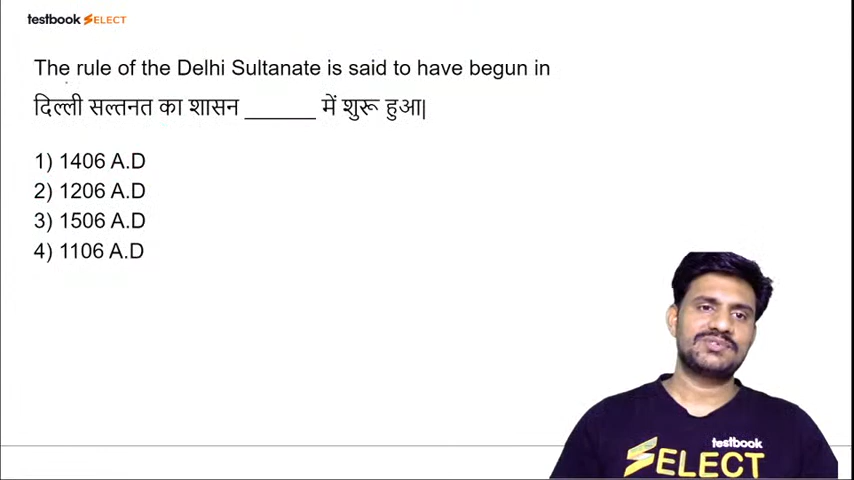 testbook SELECT
The rule of the Delhi Sultanate is said to have begun in
दिल्ली सल्तनत का शासन ______ में शुरू हुआ|
1) 1406 A.D
2) 1206 A.D
3) 1506 A.D
4) 1106 A.D
testbook
SELECT